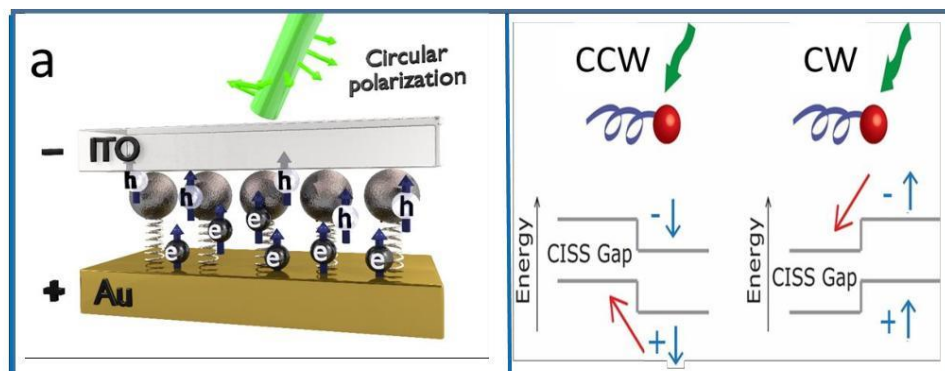 a
Circular
polarization
- ITO
h h h h h
e e e e e e
+ Au
CCW CW
Energy
CISS Gap
- ↓
+ ↓
Energy
CISS Gap
- ↑
+ ↑